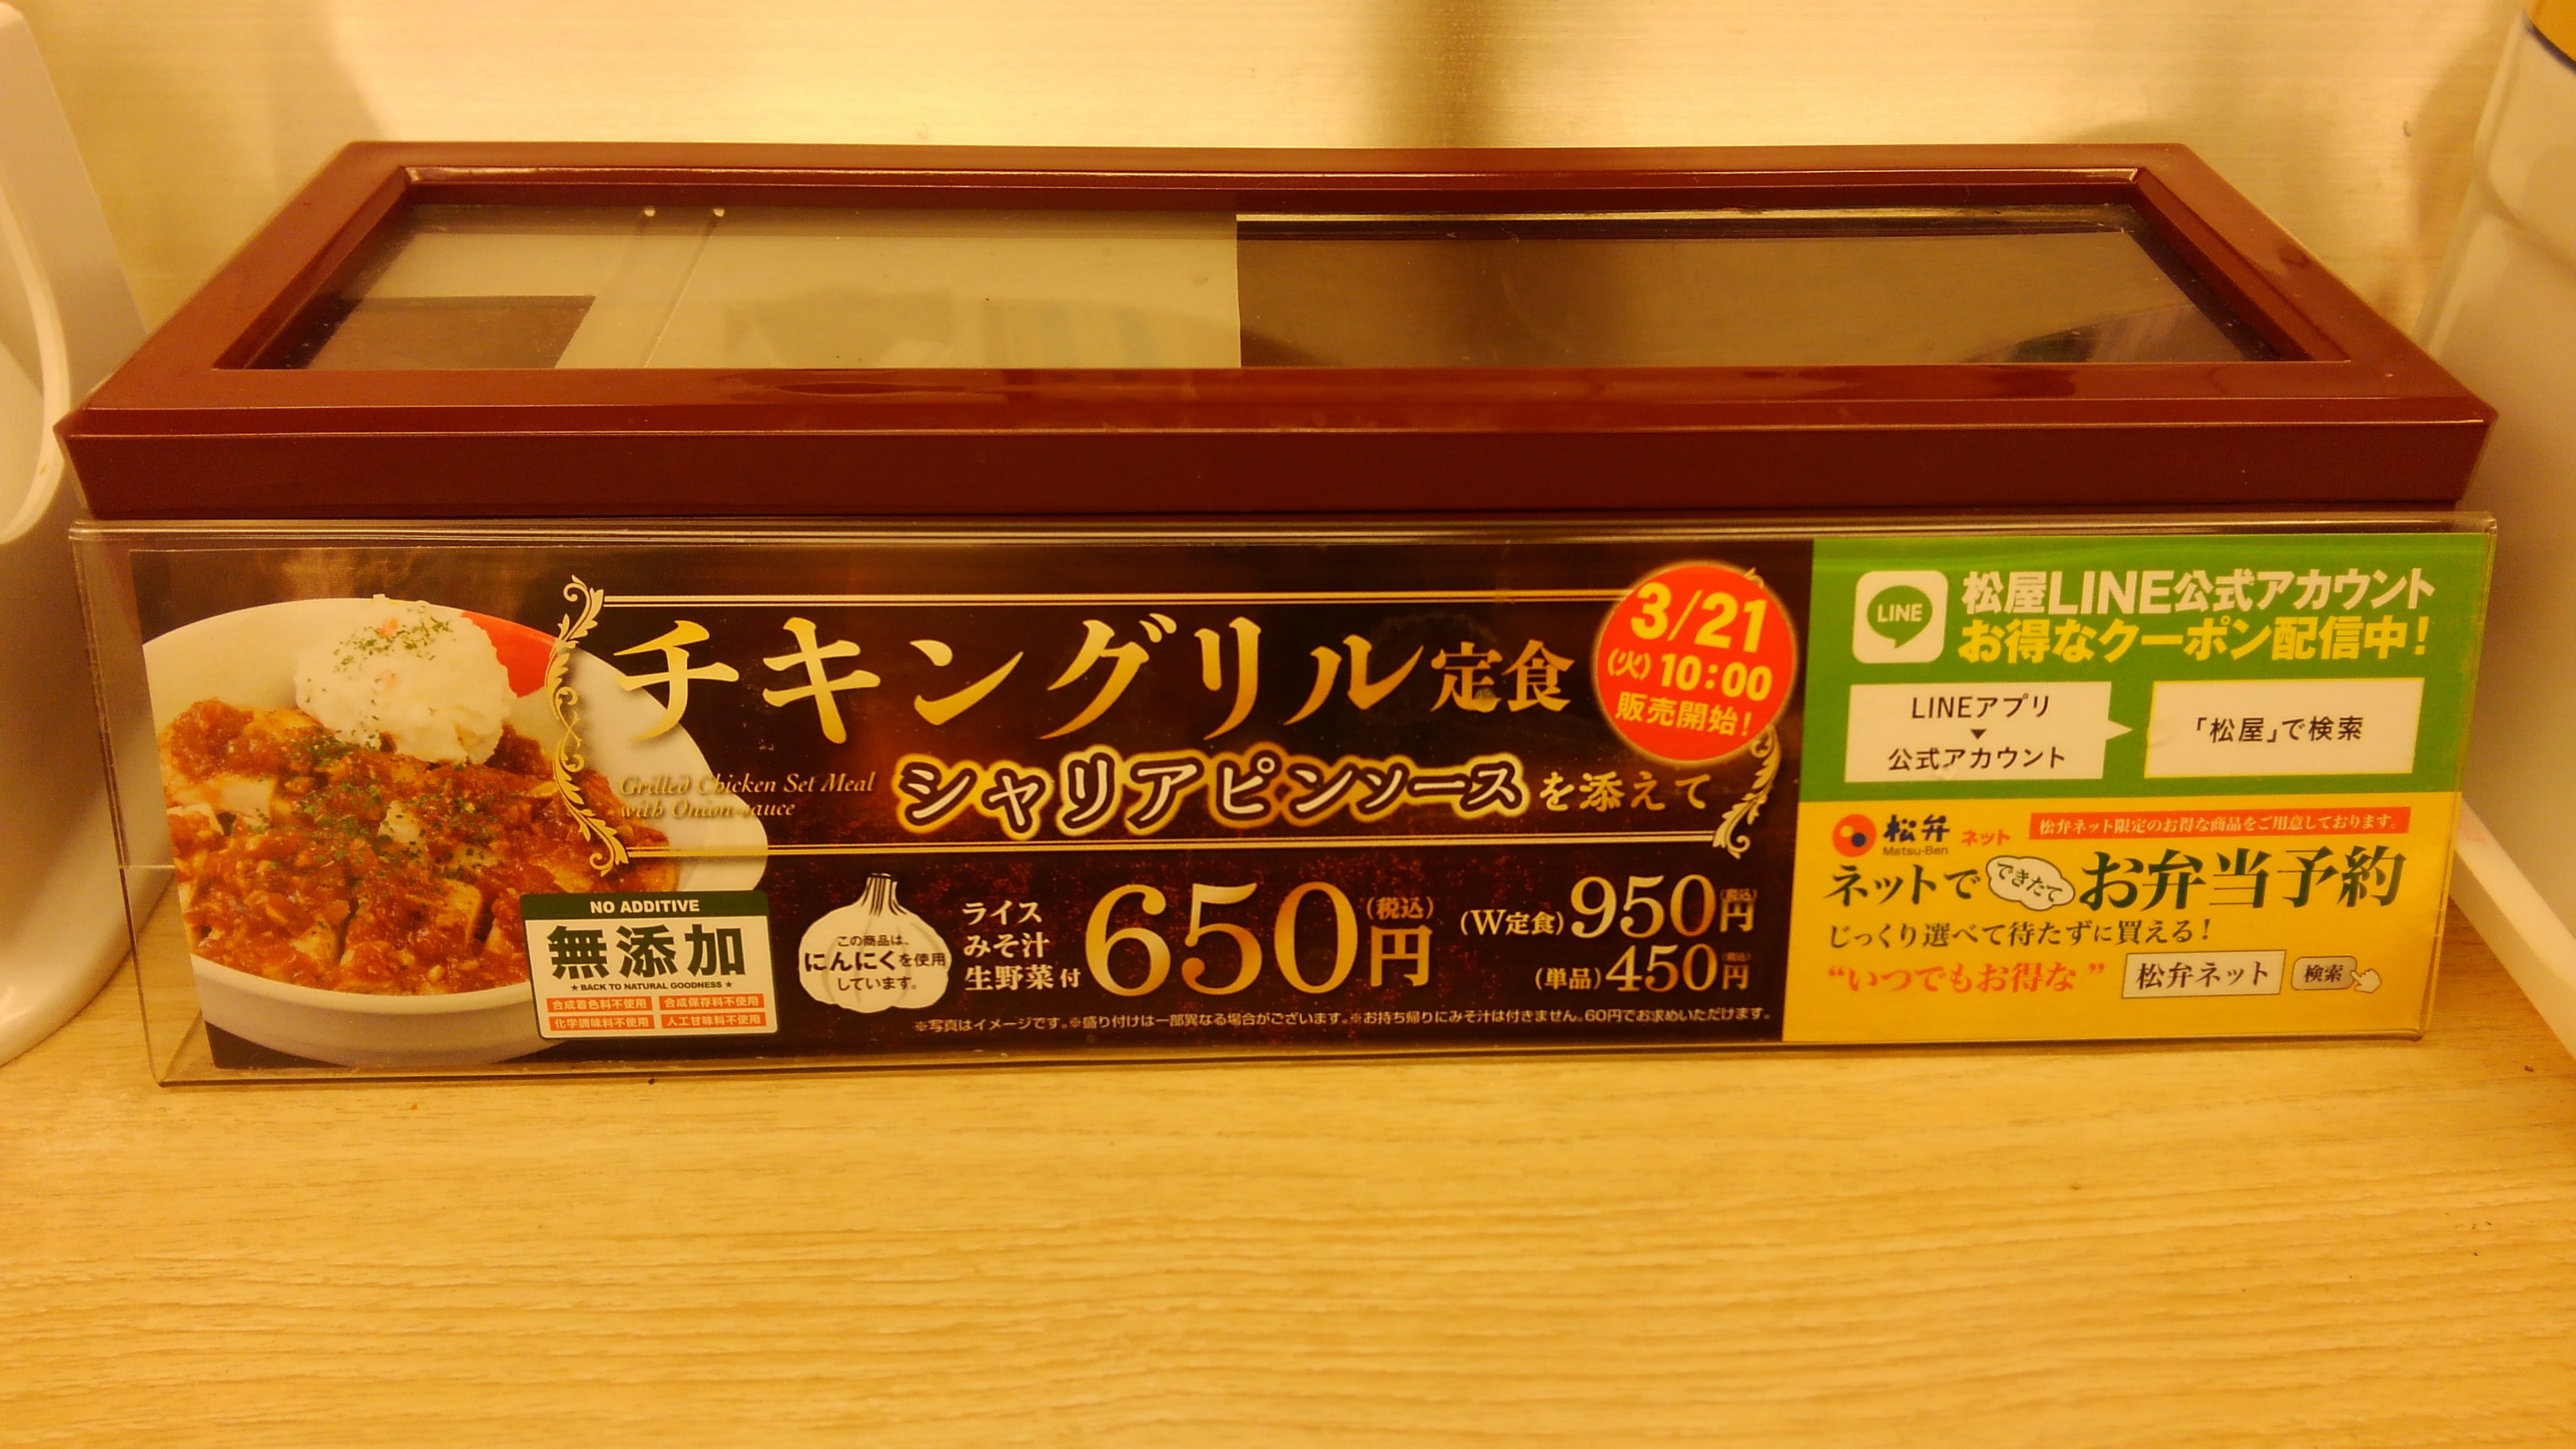 チキングリル定食
Grilled Chicken Set Meal
with Onion sauce
シャリアピンソースを添えて
3/21
(火)10:00
販売開始!
NO ADDITIVE
無添加
★BACK TO NATURAL GOODNESS★
合成着色料不使用 合成保存料不使用
化学調味料不使用 人工甘味料不使用
この商品は、
にんにくを使用
しています。
ライス
みそ汁
生野菜付
650円(税込)
(W定食)950円(税込)
(単品)450円(税込)
※写真はイメージです。※盛り付けは一部異なる場合がございます。※お持ち帰りにみそ汁は付きません。60円でお求めいただけます。
LINE
松屋LINE公式アカウント
お得なクーポン配信中!
LINEアプリ
▼
公式アカウント
「松屋」で検索
松弁ネット
Matsu-Ben
松弁ネット限定のお得な商品をご用意しております。
ネットでできたてお弁当予約
じっくり選べて待たずに買える!
“いつでもお得な” 松弁ネット 検索